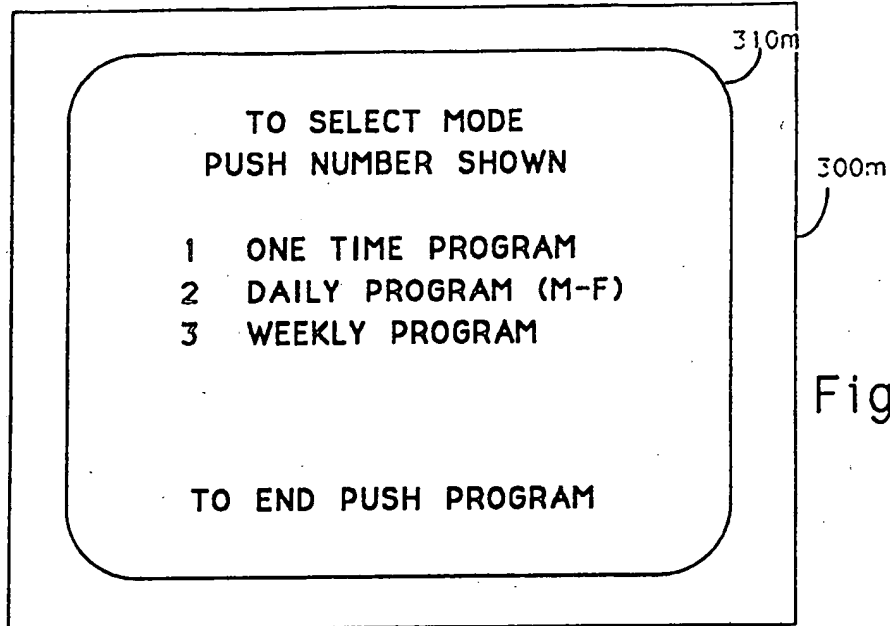 310m
TO SELECT MODE
PUSH NUMBER SHOWN
300m
1 ONE TIME PROGRAM
2 DAILY PROGRAM (M-F)
3 WEEKLY PROGRAM
Fig
TO END PUSH PROGRAM